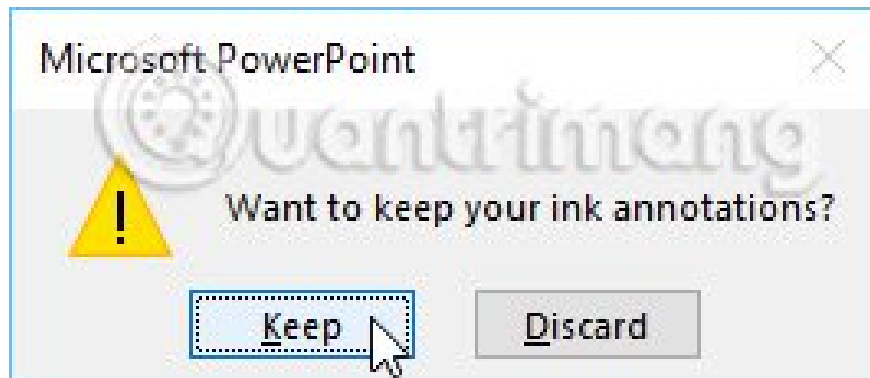 Microsoft PowerPoint
Quantrimang
Want to keep your ink annotations?
Keep
Discard